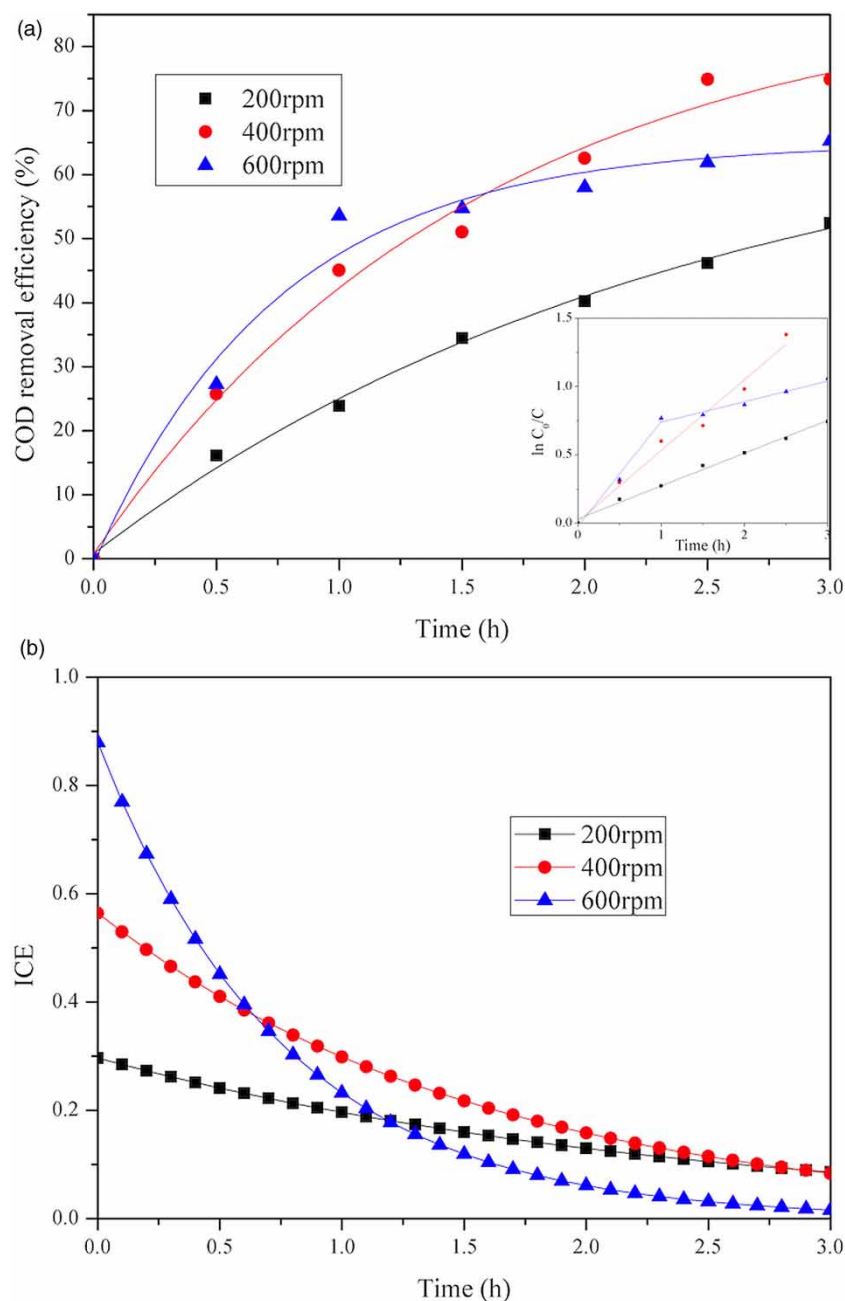 (a)
85
80
70
60
50
40
30
20
10
0
COD removal efficiency (%)
200rpm
400rpm
600rpm
1.5
1.0
0.5
0.0
ln C₀/C
0 1 2 3
Time (h)
0.0 0.5 1.0 1.5 2.0 2.5 3.0
Time (h)
(b)
1.0
0.8
0.6
0.4
0.2
0.0
ICE
200rpm
400rpm
600rpm
0.0 0.5 1.0 1.5 2.0 2.5 3.0
Time (h)